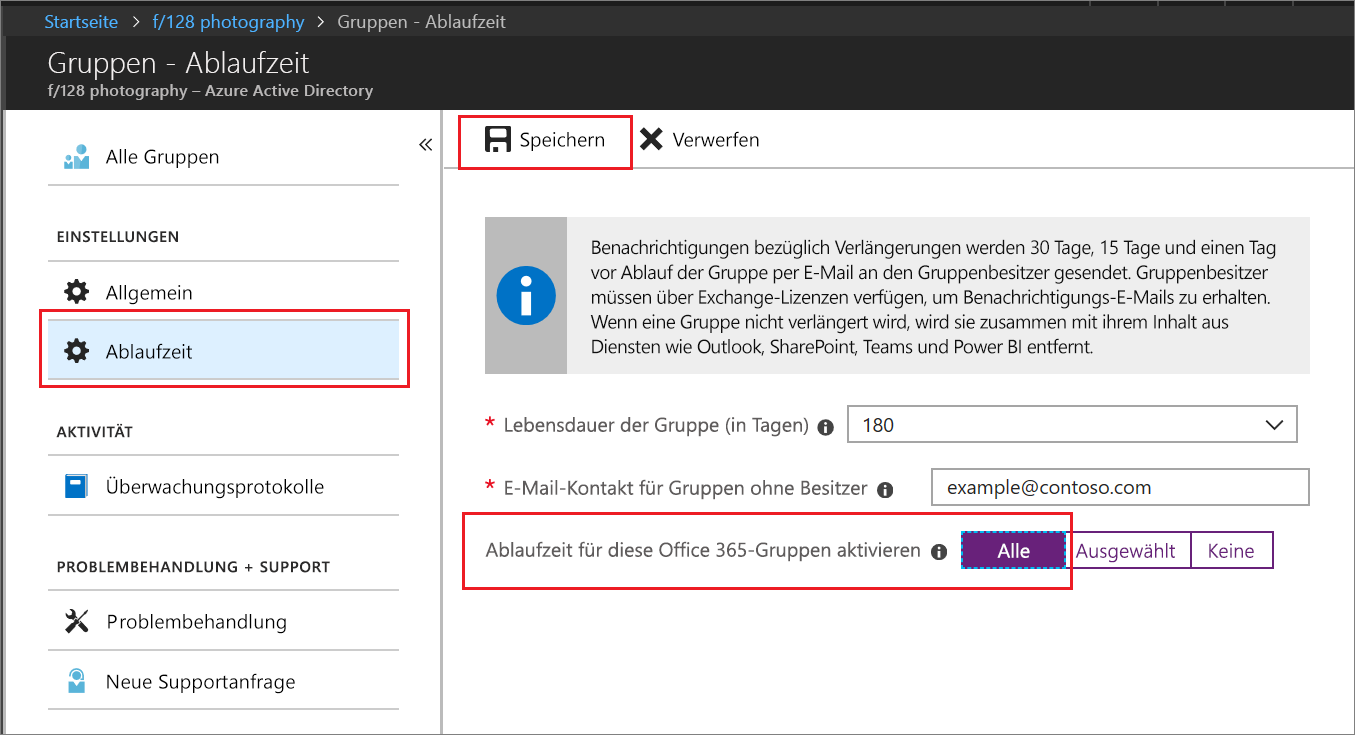 Startseite > f/128 photography > Gruppen - Ablaufzeit
Gruppen - Ablaufzeit
f/128 photography – Azure Active Directory
«
Alle Gruppen
EINSTELLUNGEN
Allgemein
Ablaufzeit
AKTIVITÄT
Überwachungsprotokolle
PROBLEMBEHANDLUNG + SUPPORT
Problembehandlung
Neue Supportanfrage
Speichern Verwerfen
Benachrichtigungen bezüglich Verlängerungen werden 30 Tage, 15 Tage und einen Tag
vor Ablauf der Gruppe per E-Mail an den Gruppenbesitzer gesendet. Gruppenbesitzer
müssen über Exchange-Lizenzen verfügen, um Benachrichtigungs-E-Mails zu erhalten.
Wenn eine Gruppe nicht verlängert wird, wird sie zusammen mit ihrem Inhalt aus
Diensten wie Outlook, SharePoint, Teams und Power BI entfernt.
* Lebensdauer der Gruppe (in Tagen) 180
* E-Mail-Kontakt für Gruppen ohne Besitzer example@contoso.com
Ablaufzeit für diese Office 365-Gruppen aktivieren Alle Ausgewählt Keine